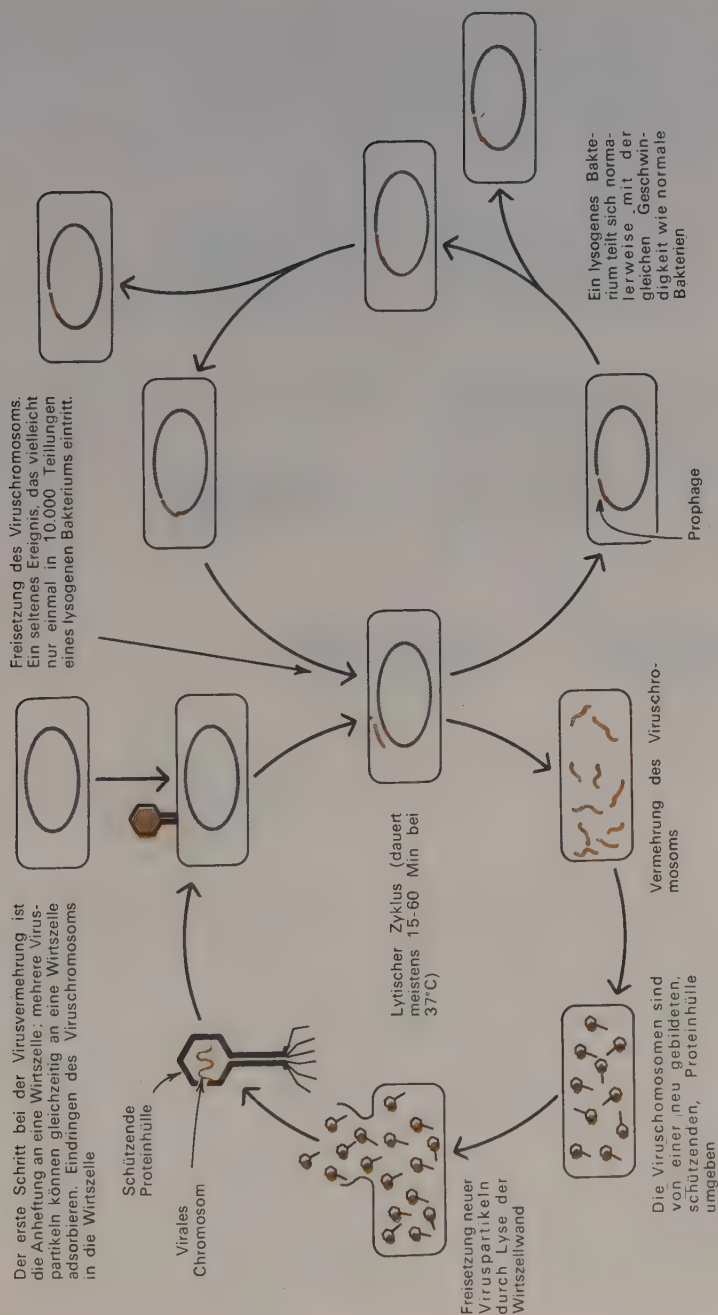 Der erste Schritt bei der Virusvermehrung ist
die Anheftung an eine Wirtszelle; mehrere Virus-
partikeln können gleichzeitig an eine Wirtszelle
adsorbieren. Eindringen des Viruschromosoms
in die Wirtszelle
Freisetzung des Viruschromosoms.
Ein seltenes Ereignis, das vielleicht
nur einmal in 10.000 Teillungen
eines lysogenen Bakteriums eintritt.
Schützende
Proteinhülle
Virales
Chromosom
Lytischer Zyklus (dauert
meistens 15-60 Min bei
37°C)
Freisetzung neuer
Viruspartikeln
durch Lyse der
Wirtszellwand
Die Viruschomosomen sind
von einer neu gebildeten,
schützenden, Proteinhülle
umgeben
Vermehrung des Viruschro-
mosoms
Prophage
Ein lysogenes Bakte-
rium teilt sich norma-
lerweise mit der
gleichen Geschwin-
digkeit wie normale
Bakterien